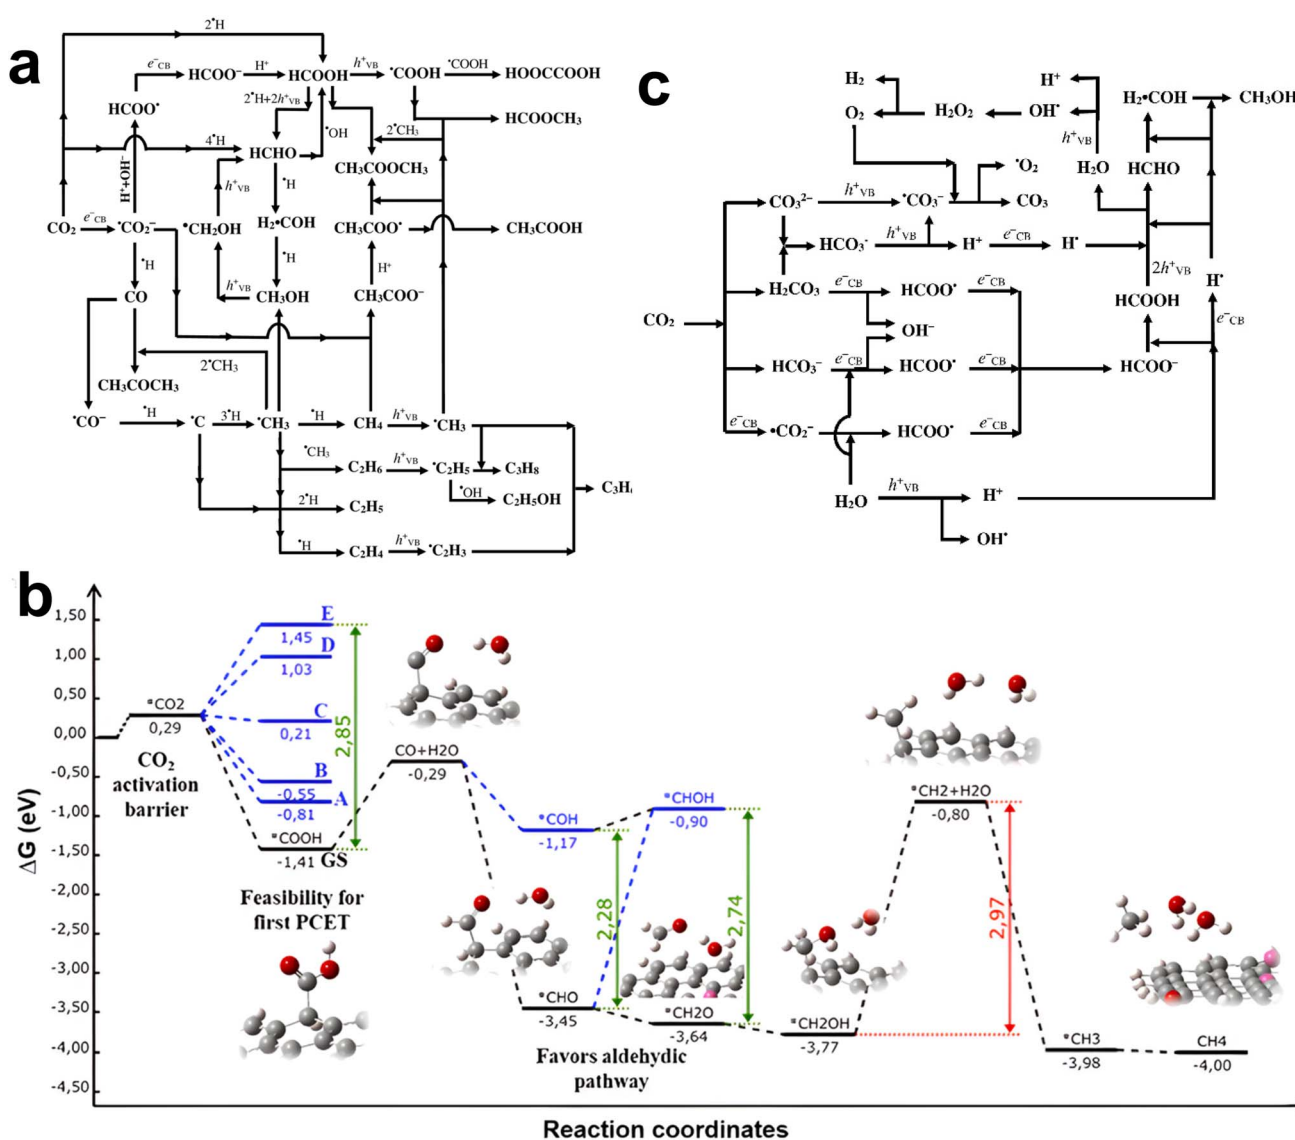 a
2•H
e⁻CB
HCOO⁻
H⁺
HCOOH
h⁺VB
•COOH
•COOH
HOOCCOOH
HCOO•
2•H+2h⁺VB
•OH
2•CH3
HCOOCH3
4•H
HCHO
CH3COOCH3
H⁺+OH⁻
h⁺VB
•H
CO2
e⁻CB
•CO2⁻
•CH2OH
H2•COH
CH3COO•
CH3COOH
•H
•H
H⁺
CO
h⁺VB
CH3OH
CH3COO⁻
2•CH3
CH3COCH3
•CO⁻
•H
•C
3•H
•CH3
•H
CH4
h⁺VB
•CH3
•CH3
C2H6
h⁺VB
•C2H5
C3H8
2•H
C2H5
•OH
C2H5OH
•H
C2H4
h⁺VB
•C2H3
c
H2
O2
H2O2
OH•
H⁺
H2•COH
CH3OH
h⁺VB
H2O
HCHO
•O2
CO3²⁻
h⁺VB
•CO3⁻
CO3
HCO3⁻
h⁺VB
H⁺
e⁻CB
H•
2h⁺VB
H2CO3
e⁻CB
HCOO•
e⁻CB
HCOOH
H•
CO2
OH⁻
e⁻CB
HCO3⁻
e⁻CB
HCOO•
e⁻CB
HCOO⁻
e⁻CB
•CO2⁻
HCOO•
e⁻CB
H2O
h⁺VB
H⁺
OH•
b
ΔG (eV)
1,50
1,00
0,50
0,00
-0,50
-1,00
-1,50
-2,00
-2,50
-3,00
-3,50
-4,00
-4,50
*CO2
0,29
CO2
activation
barrier
E
1,45
D
1,03
C
0,21
B
-0,55
A
-0,81
*COOH
-1,41
GS
2,85
Feasibility for
first PCET
CO+H2O
-0,29
*COH
-1,17
*CHO
-3,45
2,28
*CHOH
-0,90
*CH2O
-3,64
2,74
Favors aldehydic
pathway
*CH2OH
-3,77
*CH2+H2O
-0,80
2,97
*CH3
-3,98
CH4
-4,00
Reaction coordinates